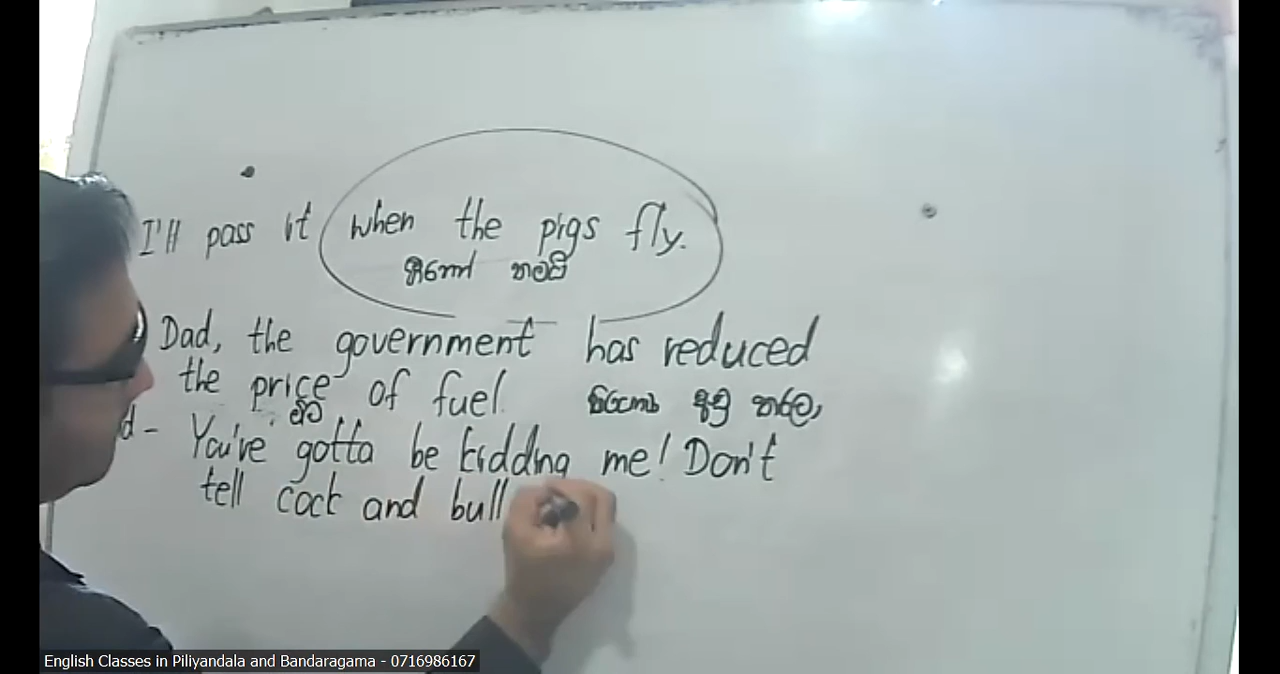 I'll pass it when the pigs fly.
Dad, the government has reduced
the price of fuel.
d - You've gotta be kidding me! Don't
tell cock and bull
English Classes in Piliyandala and Bandaragama - 0716986167